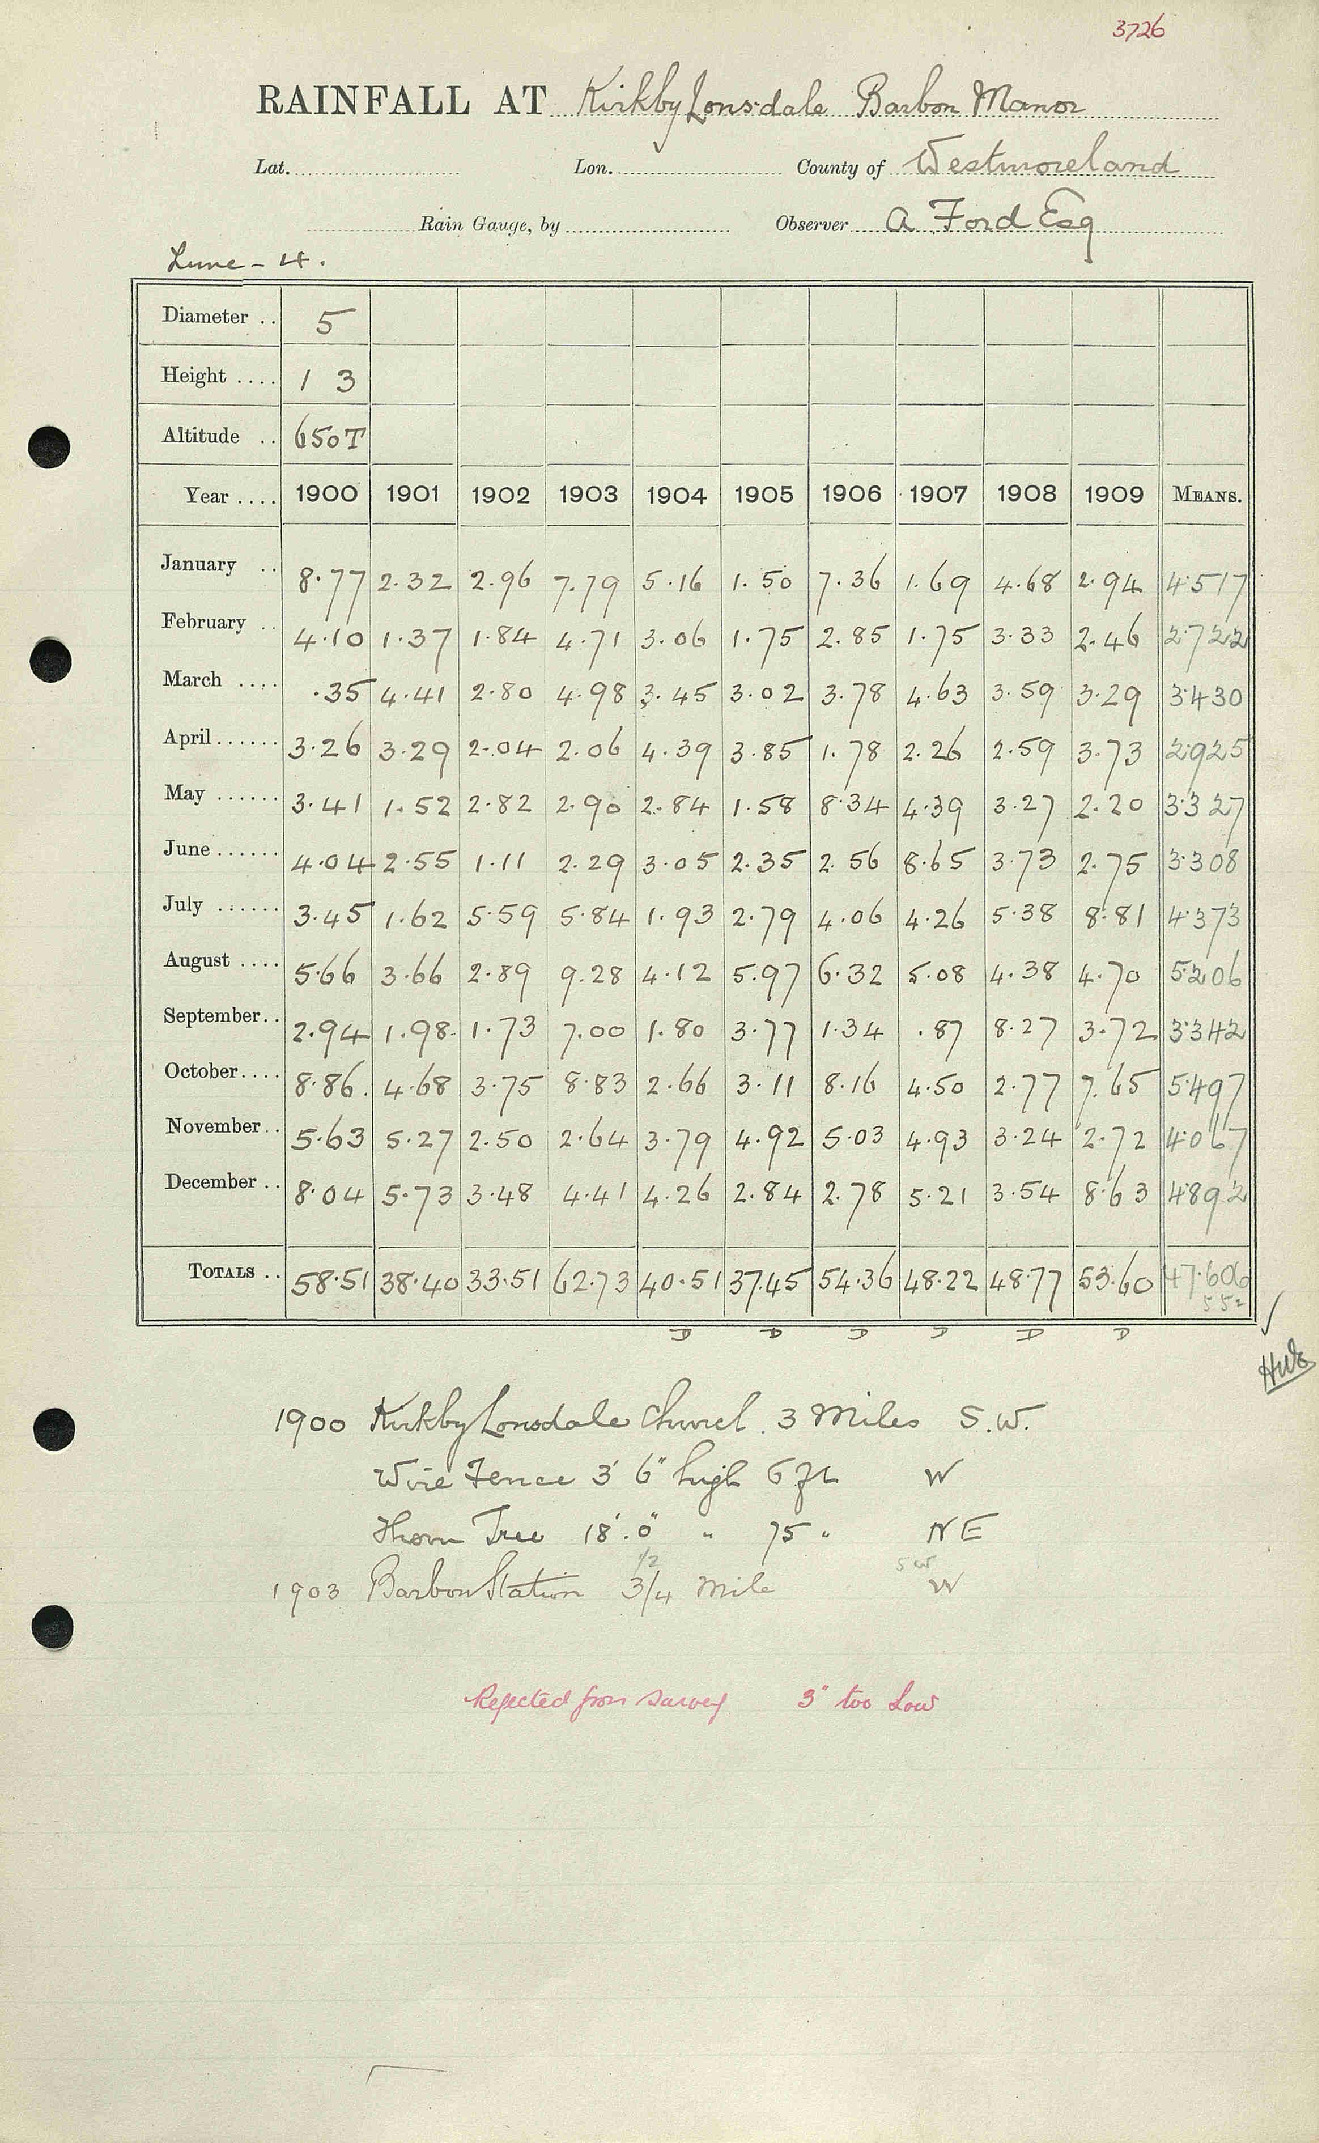 3726
RAINFALL AT Kirkby Lonsdale Barbon Manor
Lat. Lon. County of Westmoreland
Rain Gauge, by Observer A Ford Esq
Lune - 4.
Diameter .. 5
Height .... 1 3
Altitude .. 650T
Year .... 1900 1901 1902 1903 1904 1905 1906 1907 1908 1909 MEANS.
January .. 8.77 2.32 2.96 7.79 5.16 1.50 7.36 1.69 4.68 2.94 4.517
February .. 4.10 1.37 1.84 4.71 3.06 1.75 2.85 1.75 3.33 2.46 2.722
March .... .35 4.41 2.80 4.98 3.45 3.02 3.78 4.63 3.59 3.29 3.430
April...... 3.26 3.29 2.04 2.06 4.39 3.85 1.78 2.26 2.59 3.73 2.925
May ...... 3.41 1.52 2.82 2.90 2.84 1.58 8.34 4.39 3.27 2.20 3.327
June...... 4.04 2.55 1.11 2.29 3.05 2.35 2.56 8.65 3.73 2.75 3.308
July ...... 3.45 1.62 5.59 5.84 1.93 2.79 4.06 4.26 5.38 8.81 4.373
August .... 5.66 3.66 2.89 9.28 4.12 5.97 6.32 5.08 4.38 4.70 5.206
September.. 2.94 1.98 1.73 7.00 1.80 3.77 1.34 .87 8.27 3.72 3.342
October.... 8.86 4.68 3.75 8.83 2.66 3.11 8.16 4.50 2.77 7.65 5.497
November.. 5.63 5.27 2.50 2.64 3.79 4.92 5.03 4.93 3.24 2.72 4.067
December .. 8.04 5.73 3.48 4.41 4.26 2.84 2.78 5.21 3.54 8.63 4.892
TOTALS .. 58.51 38.40 33.51 62.73 40.51 37.45 54.36 48.22 48.77 53.60 47.606
552
D D D D D D
1900 Kirkby Lonsdale Church 3 Miles S.W.
Wire Fence 3' 6" high 6 ft W
Thorn Tree 18'.0" " 75 " NE
1/2 SW
1903 Barbon Station 3/4 Mile W
Rejected from Survey 3" too Low